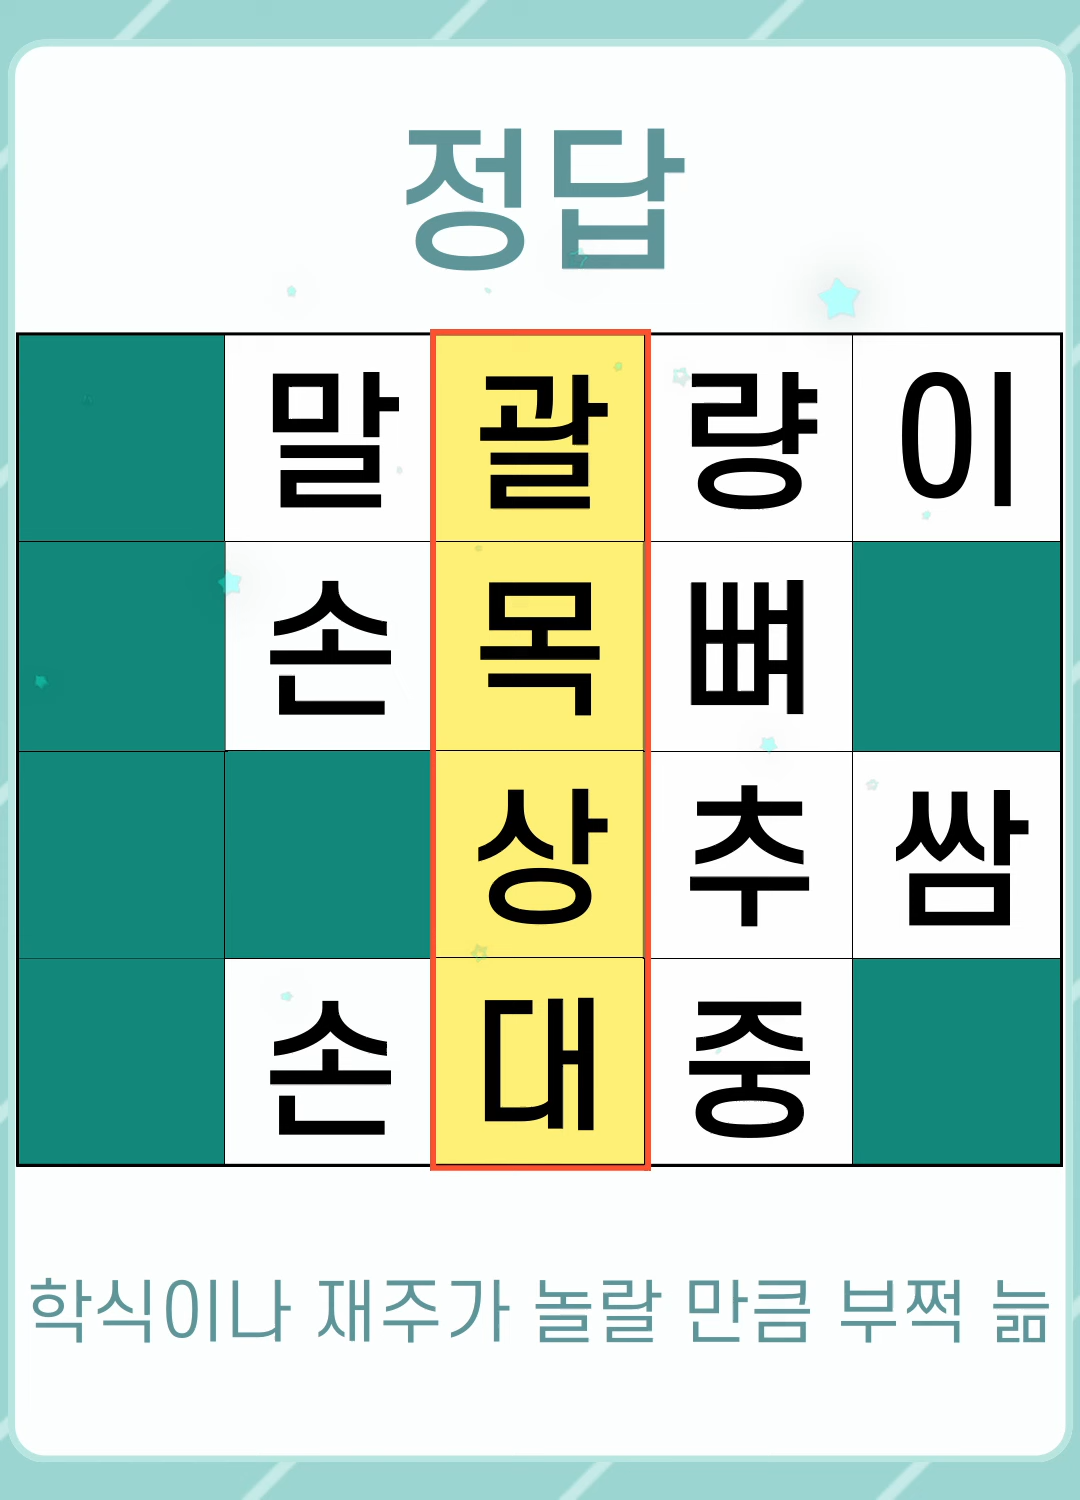 정답
말괄량이
손목뼈
상추쌈
손대중
학식이나 재주가 놀랄 만큼 부쩍 늚